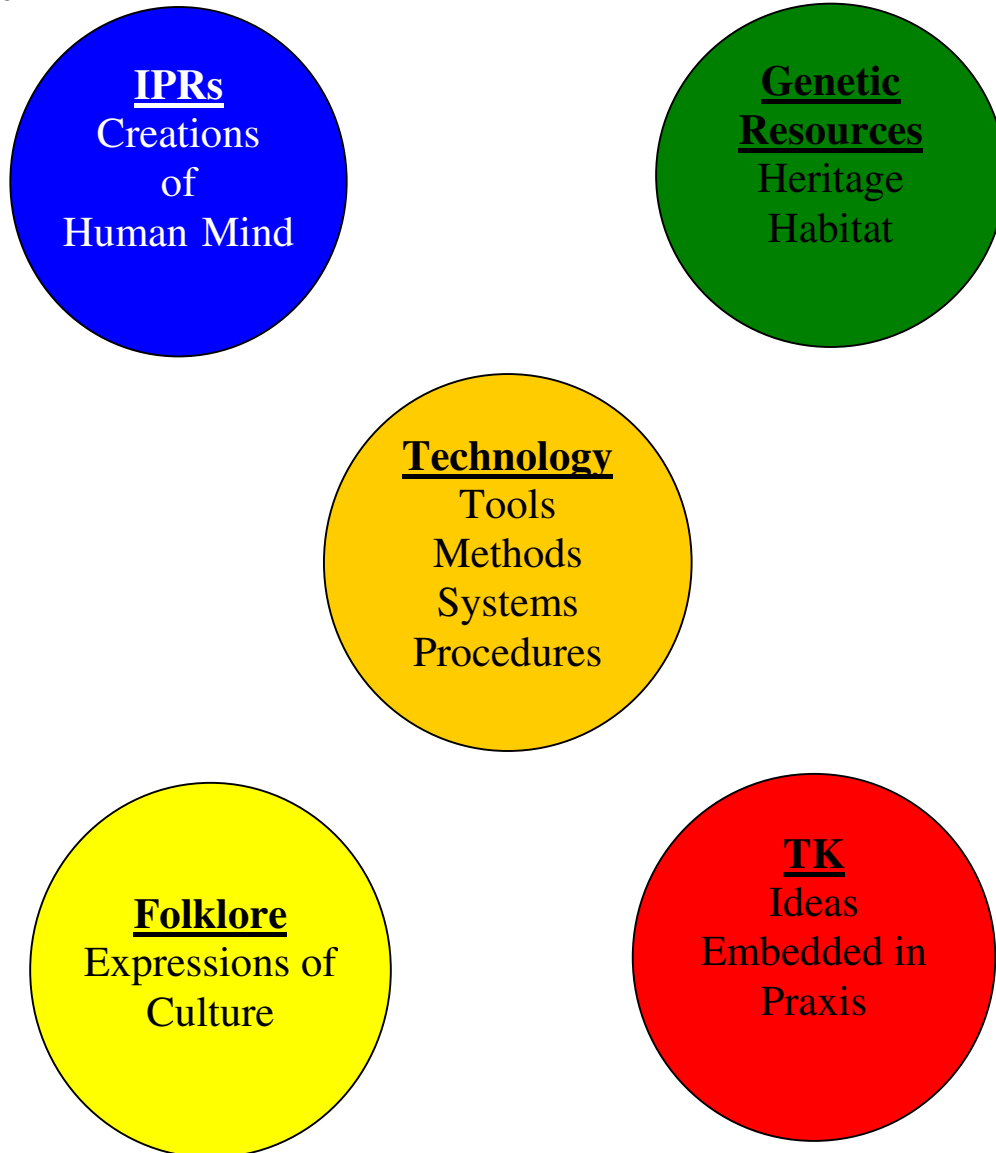 IPRs
Creations
of
Human Mind
Genetic
Resources
Heritage
Habitat
Technology
Tools
Methods
Systems
Procedures
Folklore
Expressions of
Culture
TK
Ideas
Embedded in
Praxis